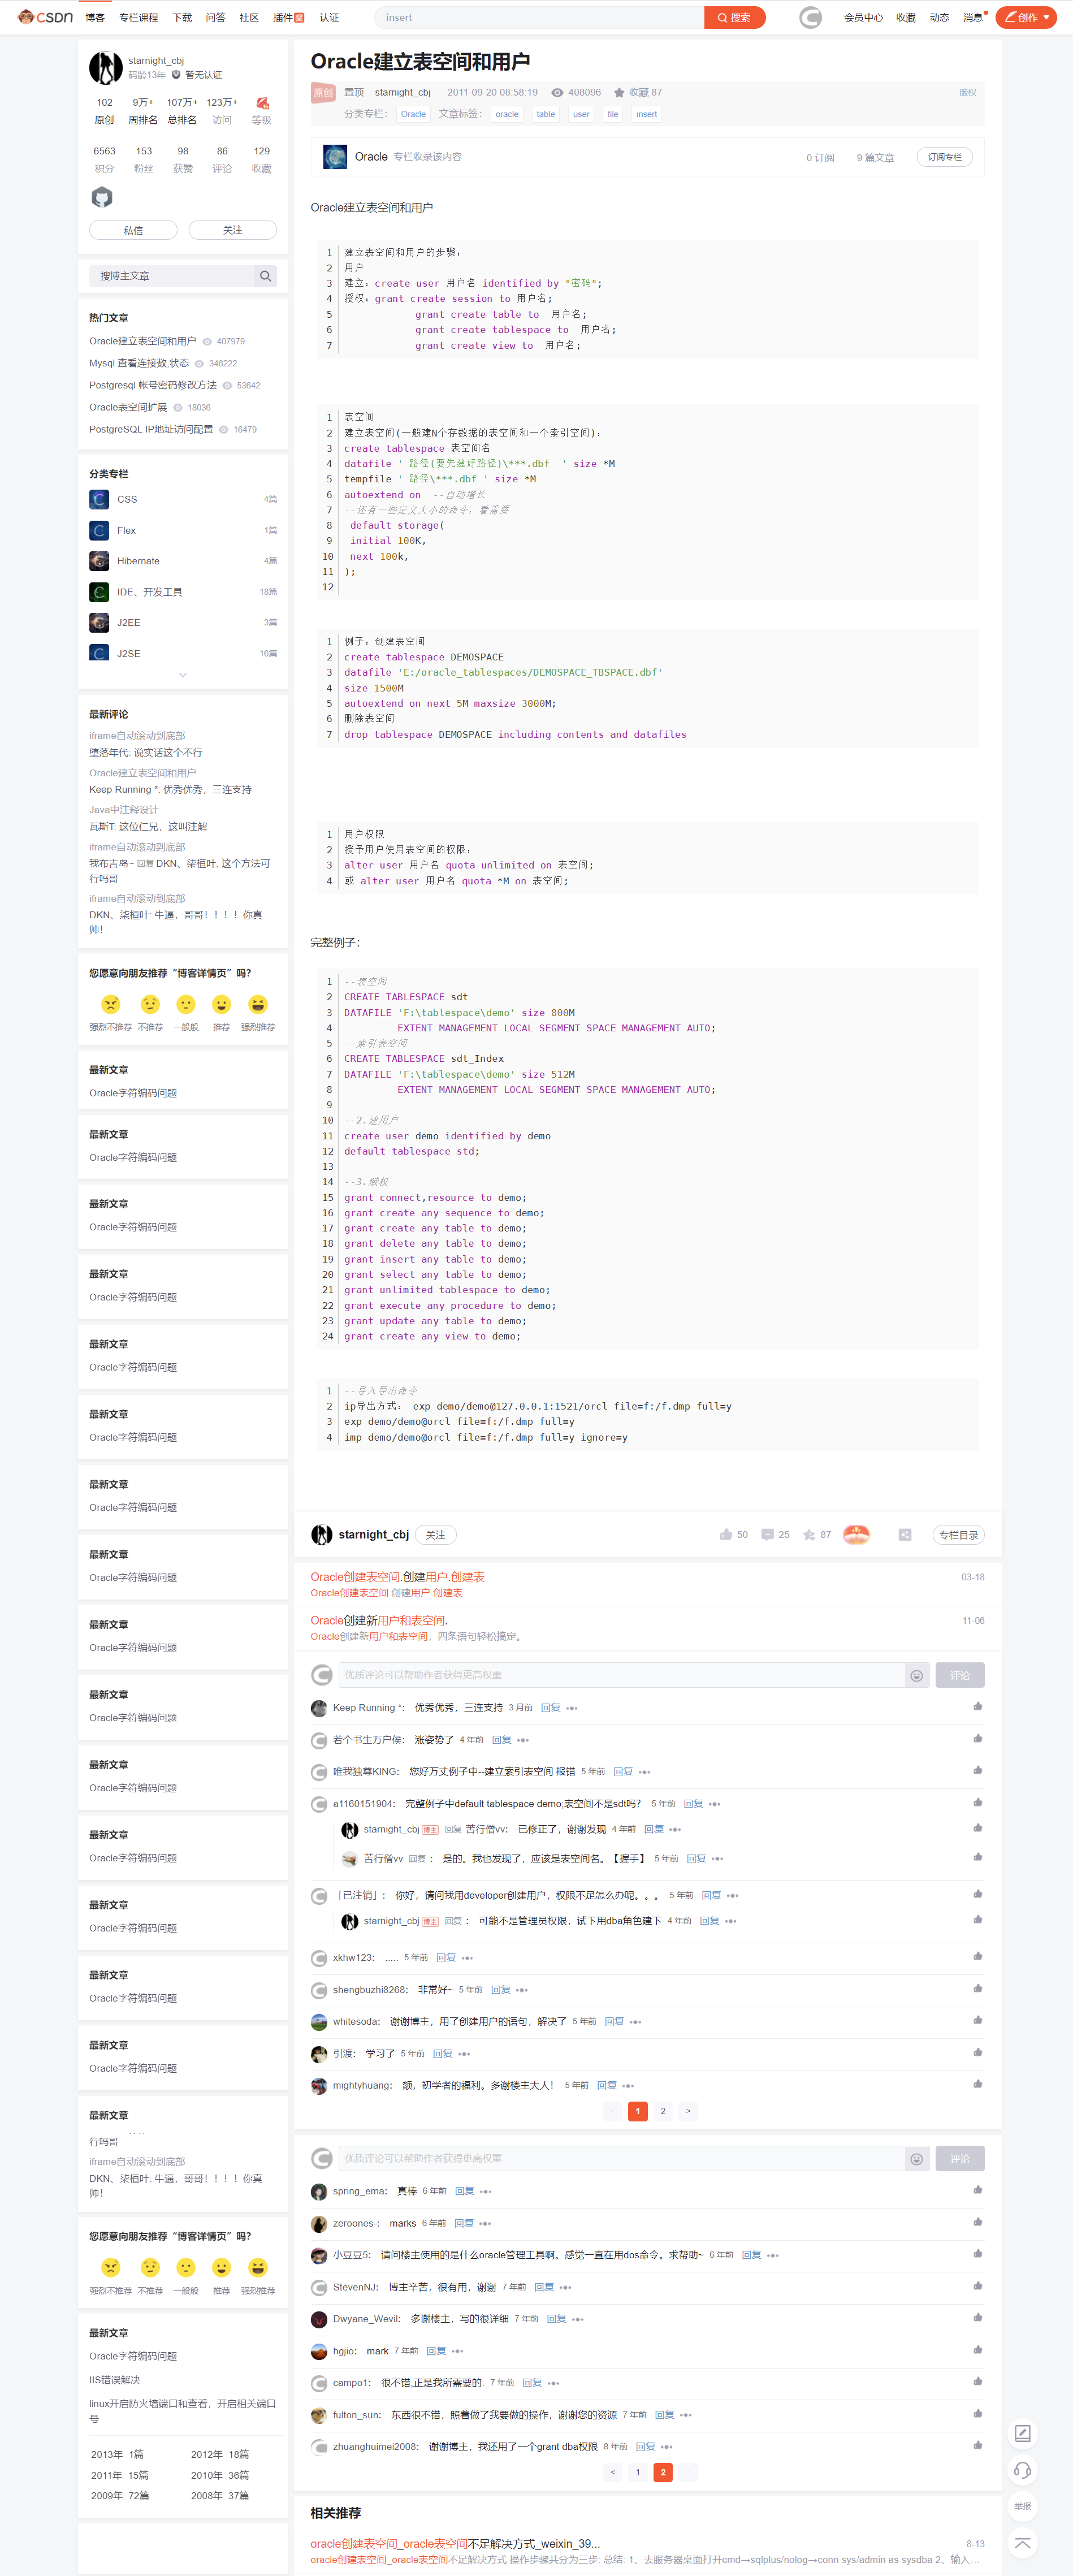 CSDN 博客 专栏课程 下载 问答 社区 插件 奖 认证 insert 搜索 会员中心 收藏 动态 消息 创作
starnight_cbj
码龄13年 暂无认证
102 9万+ 107万+ 123万+
原创 周排名 总排名 访问 等级
6563 153 98 86 129
积分 粉丝 获赞 评论 收藏
私信 关注
搜博主文章
热门文章
Oracle建立表空间和用户 407979
Mysql 查看连接数,状态 346222
Postgresql 帐号密码修改方法 53642
Oracle表空间扩展 18036
PostgreSQL IP地址访问配置 16479
分类专栏
CSS 4篇
Flex 1篇
Hibernate 4篇
IDE、开发工具 18篇
J2EE 3篇
J2SE 16篇
最新评论
iframe自动滚动到底部
堕落年代: 说实话这个不行
Oracle建立表空间和用户
Keep Running *: 优秀优秀，三连支持
Java中注释设计
瓦斯T: 这位仁兄，这叫注解
iframe自动滚动到底部
我布吉岛~ 回复 DKN、柒桓叶: 这个方法可
行吗哥
iframe自动滚动到底部
DKN、柒桓叶: 牛逼，哥哥！！！！你真
帅!
您愿意向朋友推荐“博客详情页”吗?
强烈不推荐 不推荐 一般般 推荐 强烈推荐
最新文章
Oracle字符编码问题
最新文章
Oracle字符编码问题
最新文章
Oracle字符编码问题
最新文章
Oracle字符编码问题
最新文章
Oracle字符编码问题
最新文章
Oracle字符编码问题
最新文章
Oracle字符编码问题
最新文章
Oracle字符编码问题
最新文章
Oracle字符编码问题
最新文章
Oracle字符编码问题
最新文章
Oracle字符编码问题
最新文章
Oracle字符编码问题
最新文章
Oracle字符编码问题
最新文章
Oracle字符编码问题
最新文章
Oracle字符编码问题
最新文章
行吗哥
iframe自动滚动到底部
DKN、柒桓叶: 牛逼，哥哥！！！！你真
帅!
您愿意向朋友推荐“博客详情页”吗?
强烈不推荐 不推荐 一般般 推荐 强烈推荐
最新文章
Oracle字符编码问题
IIS错误解决
linux开启防火墙端口和查看，开启相关端口
号
2013年 1篇 2012年 18篇
2011年 15篇 2010年 36篇
2009年 72篇 2008年 37篇
Oracle建立表空间和用户
原创 置顶 starnight_cbj 2011-09-20 08:58:19 408096 收藏 87 版权
分类专栏： Oracle 文章标签： oracle table user file insert
Oracle 专栏收录该内容 0 订阅 9 篇文章 订阅专栏
Oracle建立表空间和用户
1 建立表空间和用户的步骤：
2 用户
3 建立：create user 用户名 identified by "密码";
4 授权：grant create session to 用户名;
5 grant create table to 用户名;
6 grant create tablespace to 用户名;
7 grant create view to 用户名;
1 表空间
2 建立表空间(一般建N个存数据的表空间和一个索引空间)：
3 create tablespace 表空间名
4 datafile ' 路径(要先建好路径)\***.dbf ' size *M
5 tempfile ' 路径\***.dbf ' size *M
6 autoextend on --自动增长
7 --还有一些定义大小的命令，看需要
8 default storage(
9 initial 100K,
10 next 100k,
11 );
12
1 例子：创建表空间
2 create tablespace DEMOSPACE
3 datafile 'E:/oracle_tablespaces/DEMOSPACE_TBSPACE.dbf'
4 size 1500M
5 autoextend on next 5M maxsize 3000M;
6 删除表空间
7 drop tablespace DEMOSPACE including contents and datafiles
1 用户权限
2 授予用户使用表空间的权限：
3 alter user 用户名 quota unlimited on 表空间;
4 或 alter user 用户名 quota *M on 表空间;
完整例子：
1 --表空间
2 CREATE TABLESPACE sdt
3 DATAFILE 'F:\tablespace\demo' size 800M
4 EXTENT MANAGEMENT LOCAL SEGMENT SPACE MANAGEMENT AUTO;
5 --索引表空间
6 CREATE TABLESPACE sdt_Index
7 DATAFILE 'F:\tablespace\demo' size 512M
8 EXTENT MANAGEMENT LOCAL SEGMENT SPACE MANAGEMENT AUTO;
9
10 --2.建用户
11 create user demo identified by demo
12 default tablespace std;
13
14 --3.赋权
15 grant connect,resource to demo;
16 grant create any sequence to demo;
17 grant create any table to demo;
18 grant delete any table to demo;
19 grant insert any table to demo;
20 grant select any table to demo;
21 grant unlimited tablespace to demo;
22 grant execute any procedure to demo;
23 grant update any table to demo;
24 grant create any view to demo;
1 --导入导出命令
2 ip导出方式： exp demo/demo@127.0.0.1:1521/orcl file=f:/f.dmp full=y
3 exp demo/demo@orcl file=f:/f.dmp full=y
4 imp demo/demo@orcl file=f:/f.dmp full=y ignore=y
starnight_cbj 关注 50 25 87 专栏目录
Oracle创建表空间.创建用户.创建表 03-18
Oracle创建表空间.创建用户.创建表
Oracle创建新用户和表空间. 11-06
Oracle创建新用户和表空间，四条语句轻松搞定。
优质评论可以帮助作者获得更高权重 评论
Keep Running *： 优秀优秀，三连支持 3 月前 回复
若个书生万户侯： 涨姿势了 4 年前 回复
唯我独尊KING： 您好万丈例子中--建立索引表空间 报错 5 年前 回复
a1160151904： 完整例子中default tablespace demo;表空间不是sdt吗？ 5 年前 回复
starnight_cbj 博主 回复 苦行僧vv： 已修正了，谢谢发现 4 年前 回复
苦行僧vv 回复 ： 是的。我也发现了，应该是表空间名。【握手】 5 年前 回复
「已注销」： 你好，请问我用developer创建用户，权限不足怎么办呢。。。 5 年前 回复
starnight_cbj 博主 回复 ： 可能不是管理员权限，试下用dba角色建下 4 年前 回复
xkhw123： ..... 5 年前 回复
shengbuzhi8268： 非常好~ 5 年前 回复
whitesoda： 谢谢博主，用了创建用户的语句，解决了 5 年前 回复
引渡： 学习了 5 年前 回复
mightyhuang： 额，初学者的福利。多谢楼主大人！ 5 年前 回复
1 2 >
优质评论可以帮助作者获得更高权重 评论
spring_ema： 真棒 6 年前 回复
zeroones-： marks 6 年前 回复
小豆豆5： 请问楼主使用的是什么oracle管理工具啊。感觉一直在用dos命令。求帮助~ 6 年前 回复
StevenNJ： 博主辛苦，很有用，谢谢 7 年前 回复
Dwyane_Wevil： 多谢楼主，写的很详细 7 年前 回复
hgjio： mark 7 年前 回复
campo1： 很不错,正是我所需要的. 7 年前 回复
fulton_sun： 东西很不错，照着做了我要做的操作，谢谢您的资源 7 年前 回复
zhuanghuimei2008： 谢谢博主，我还用了一个grant dba权限 8 年前 回复
< 1 2
举报
相关推荐
oracle创建表空间_oracle表空间不足解决方式_weixin_39... 8-13
oracle创建表空间_oracle表空间不足解决方式 操作步骤共分为三步: 总结: 1、去服务器桌面打开cmd→sqlplus/nolog→conn sys/admin as sysdba 2、输入...